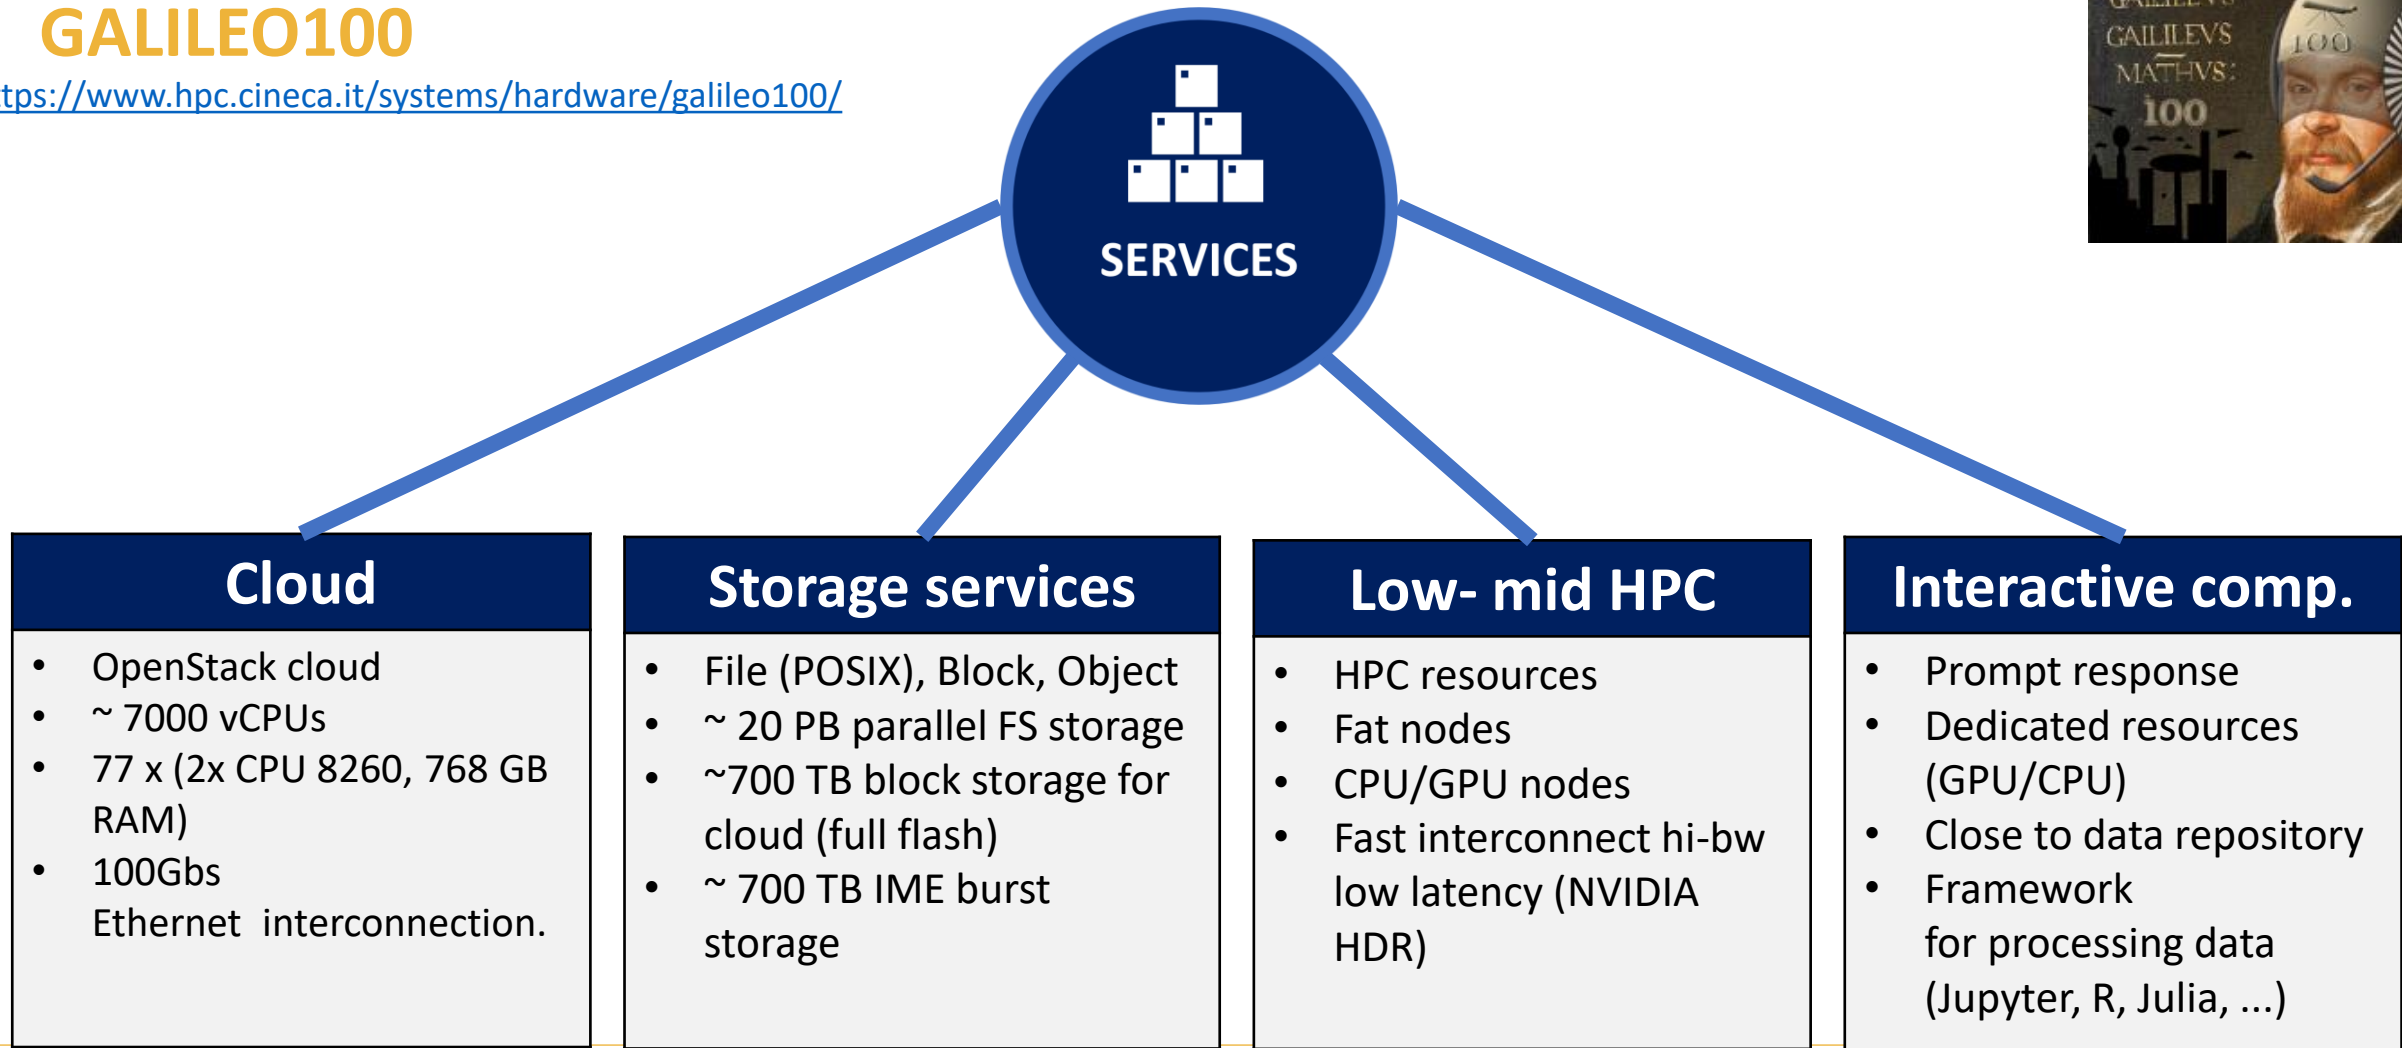 GALILEO100
ttps://www.hpc.cineca.it/systems/hardware/galileo100/
GAILILEVS
MATHVS:
100
100
SERVICES
Cloud
• OpenStack cloud
• ~ 7000 vCPUs
• 77 x (2x CPU 8260, 768 GB
RAM)
• 100Gbs
Ethernet interconnection.
Storage services
• File (POSIX), Block, Object
• ~ 20 PB parallel FS storage
• ~700 TB block storage for
cloud (full flash)
• ~ 700 TB IME burst
storage
Low- mid HPC
• HPC resources
• Fat nodes
• CPU/GPU nodes
• Fast interconnect hi-bw
low latency (NVIDIA
HDR)
Interactive comp.
• Prompt response
• Dedicated resources
(GPU/CPU)
• Close to data repository
• Framework
for processing data
(Jupyter, R, Julia, ...)